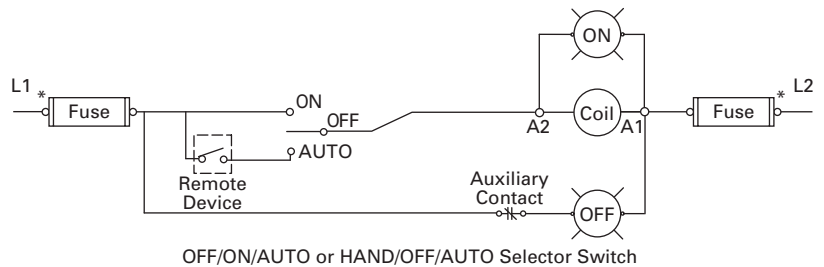 ON
L1
*
Fuse
ON
OFF
AUTO
Remote
Device
A2
Coil
A1
*
L2
Fuse
Auxiliary
Contact
OFF
OFF/ON/AUTO or HAND/OFF/AUTO Selector Switch